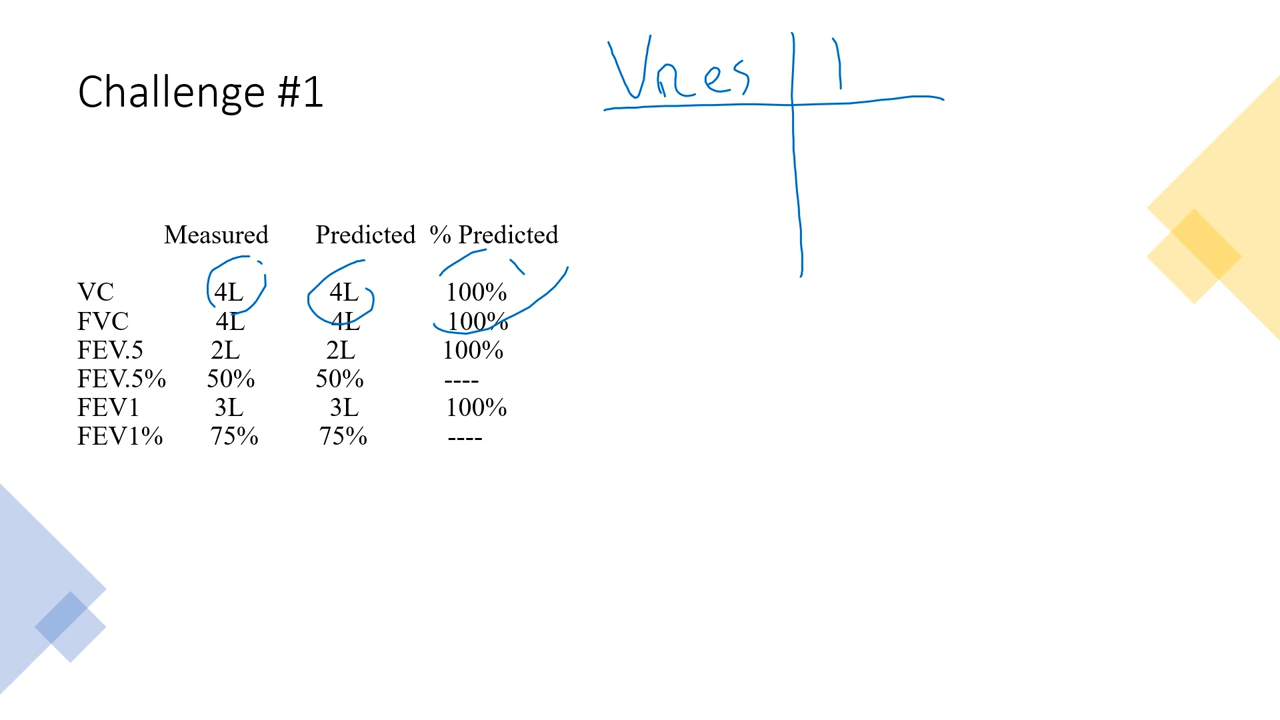 Challenge #1
Vres
Measured Predicted % Predicted
VC 4L 4L 100%
FVC 4L 4L 100%
FEV.5 2L 2L 100%
FEV.5% 50% 50% ----
FEV1 3L 3L 100%
FEV1% 75% 75% ----